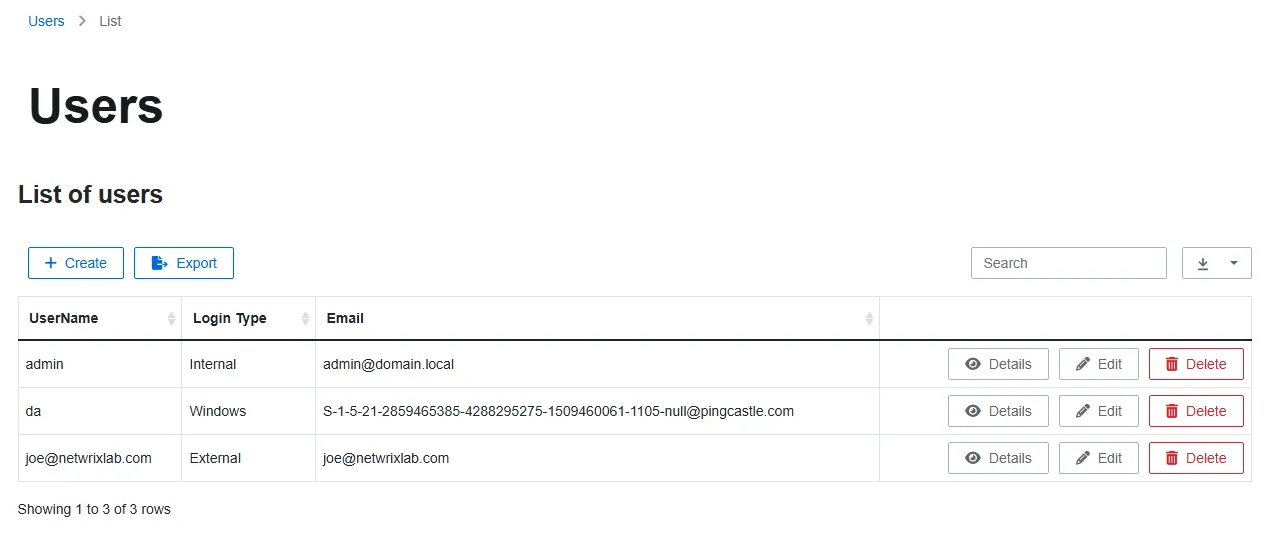 Users > List
Users
List of users
Create Export Search
UserName Login Type Email
admin Internal admin@domain.local Details Edit Delete
da Windows S-1-5-21-2859465385-4288295275-1509460061-1105-null@pingcastle.com Details Edit Delete
joe@netwrixlab.com External joe@netwrixlab.com Details Edit Delete
Showing 1 to 3 of 3 rows